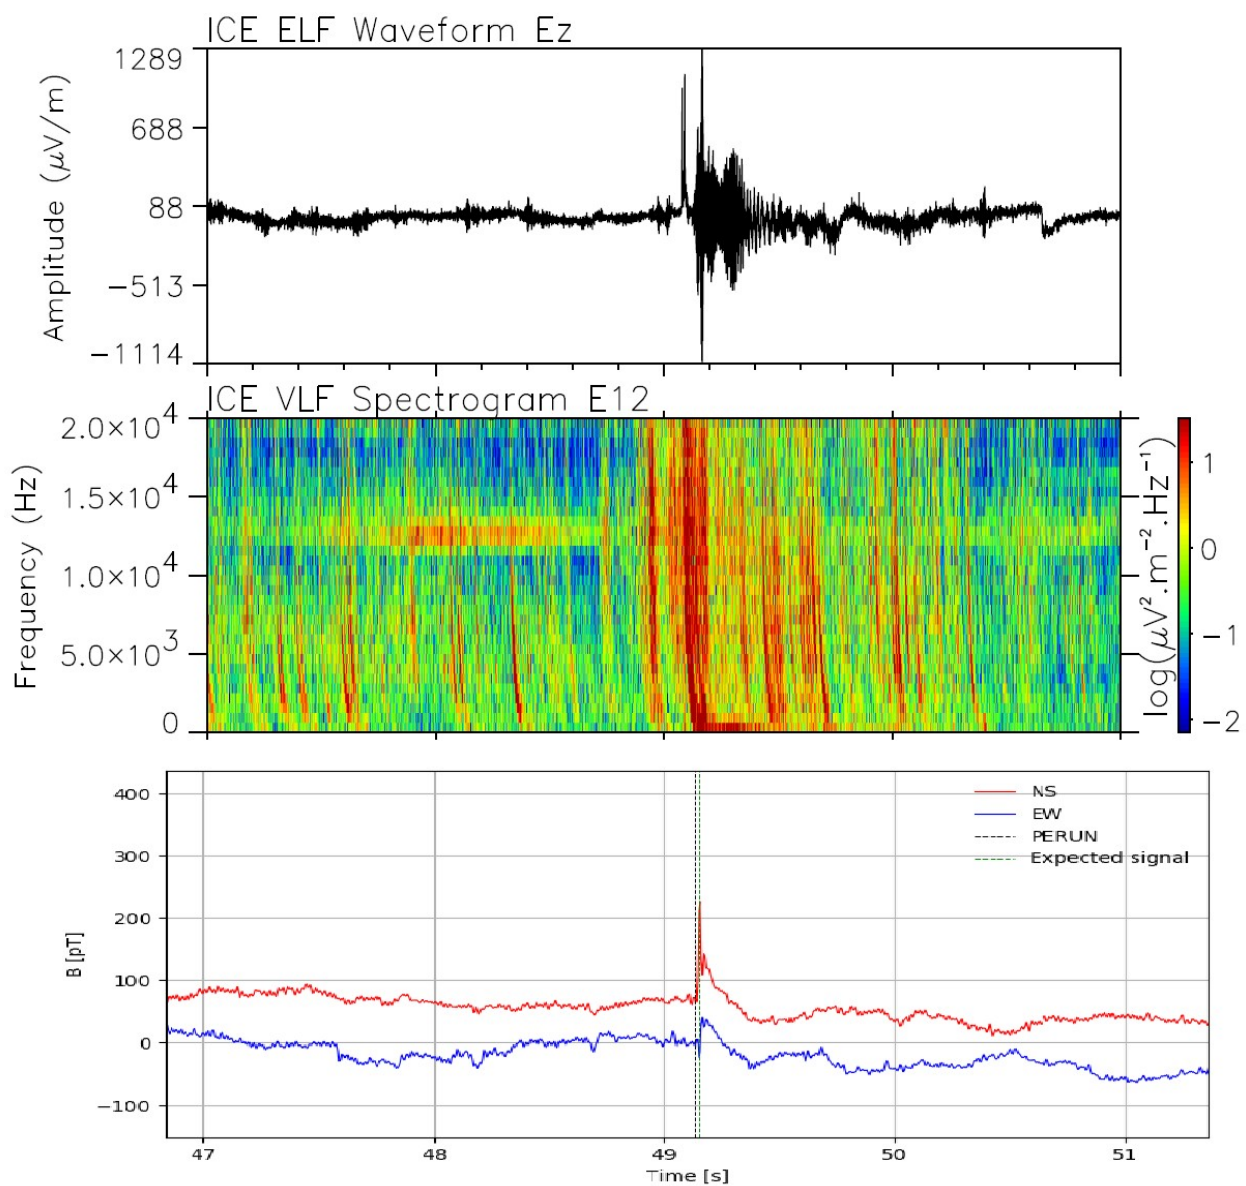 ICE ELF Waveform Ez
Amplitude (μV/m)
1289
688
88
−513
−1114
ICE VLF Spectrogram E12
Frequency (Hz)
2.0×10⁴
1.5×10⁴
1.0×10⁴
5.0×10³
0
log(μV².m⁻².Hz⁻¹)
1
0
−1
−2
B [pT]
400
300
200
100
0
−100
NS
EW
PERUN
Expected signal
47 48 49 50 51
Time [s]